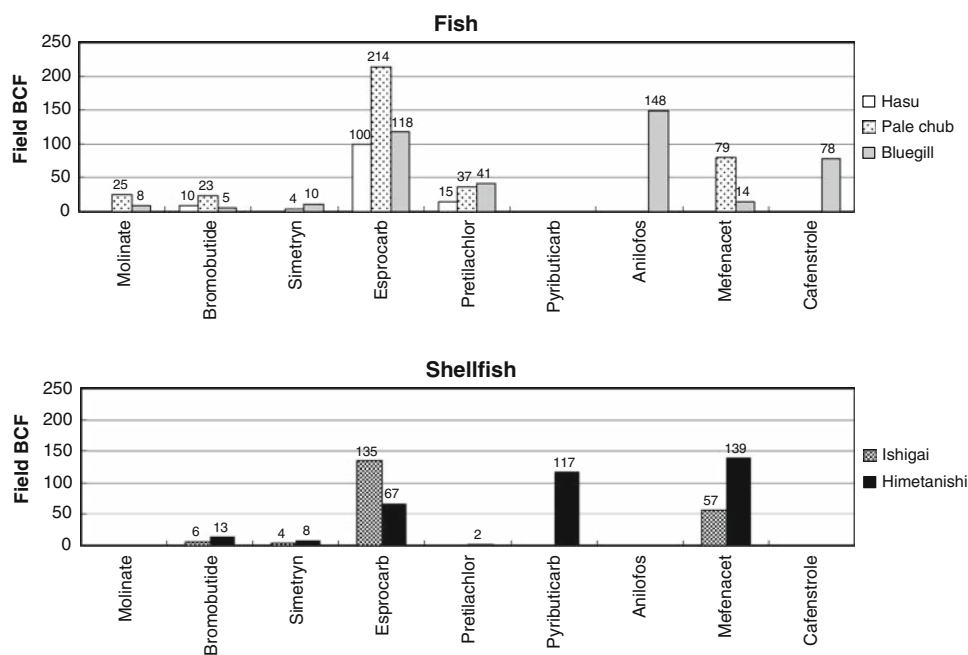 Fish
Field BCF
250
200
150
100
50
0
25
8
10
23
5
4
10
100
214
118
15
37
41
148
79
14
78
Hasu
Pale chub
Bluegill
Molinate
Bromobutide
Simetryn
Esprocarb
Pretilachlor
Pyributicarb
Anilofos
Mefenacet
Cafenstrole
Shellfish
Field BCF
250
200
150
100
50
0
6
13
4
8
135
67
2
117
57
139
Ishigai
Himetanishi
Molinate
Bromobutide
Simetryn
Esprocarb
Pretilachlor
Pyributicarb
Anilofos
Mefenacet
Cafenstrole